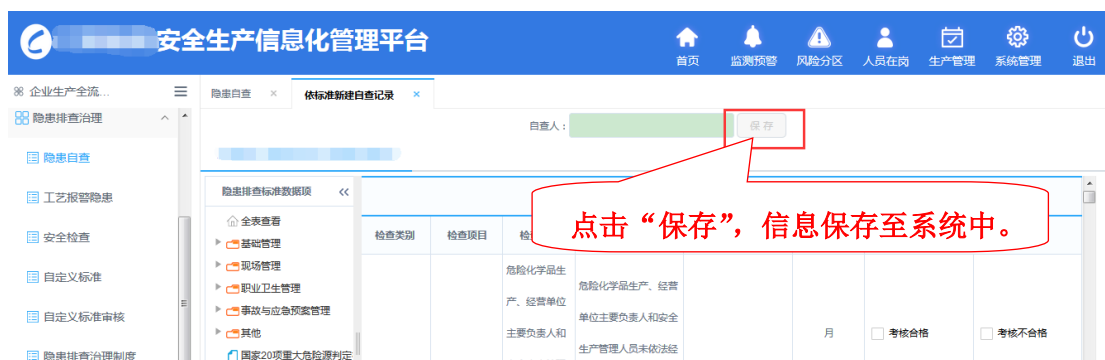 安全生产信息化管理平台
首页
监测预警
风险分区
人员在岗
生产管理
系统管理
退出
企业生产全流...
隐患自查
依标准新建自查记录
隐患排查治理
自查人：
保存
隐患自查
工艺报警隐患
安全检查
自定义标准
自定义标准审核
隐患排查治理制度
隐患排查标准数据项
全表查看
基础管理
现场管理
职业卫生管理
事故与应急预案管理
其他
国家20项重大危险源判定
点击“保存”，信息保存至系统中。
检查类别
检查项目
危险化学品生
产、经营单位
主要负责人和
危险化学品生产、经营
单位主要负责人和安全
生产管理人员未依法经
月
考核合格
考核不合格